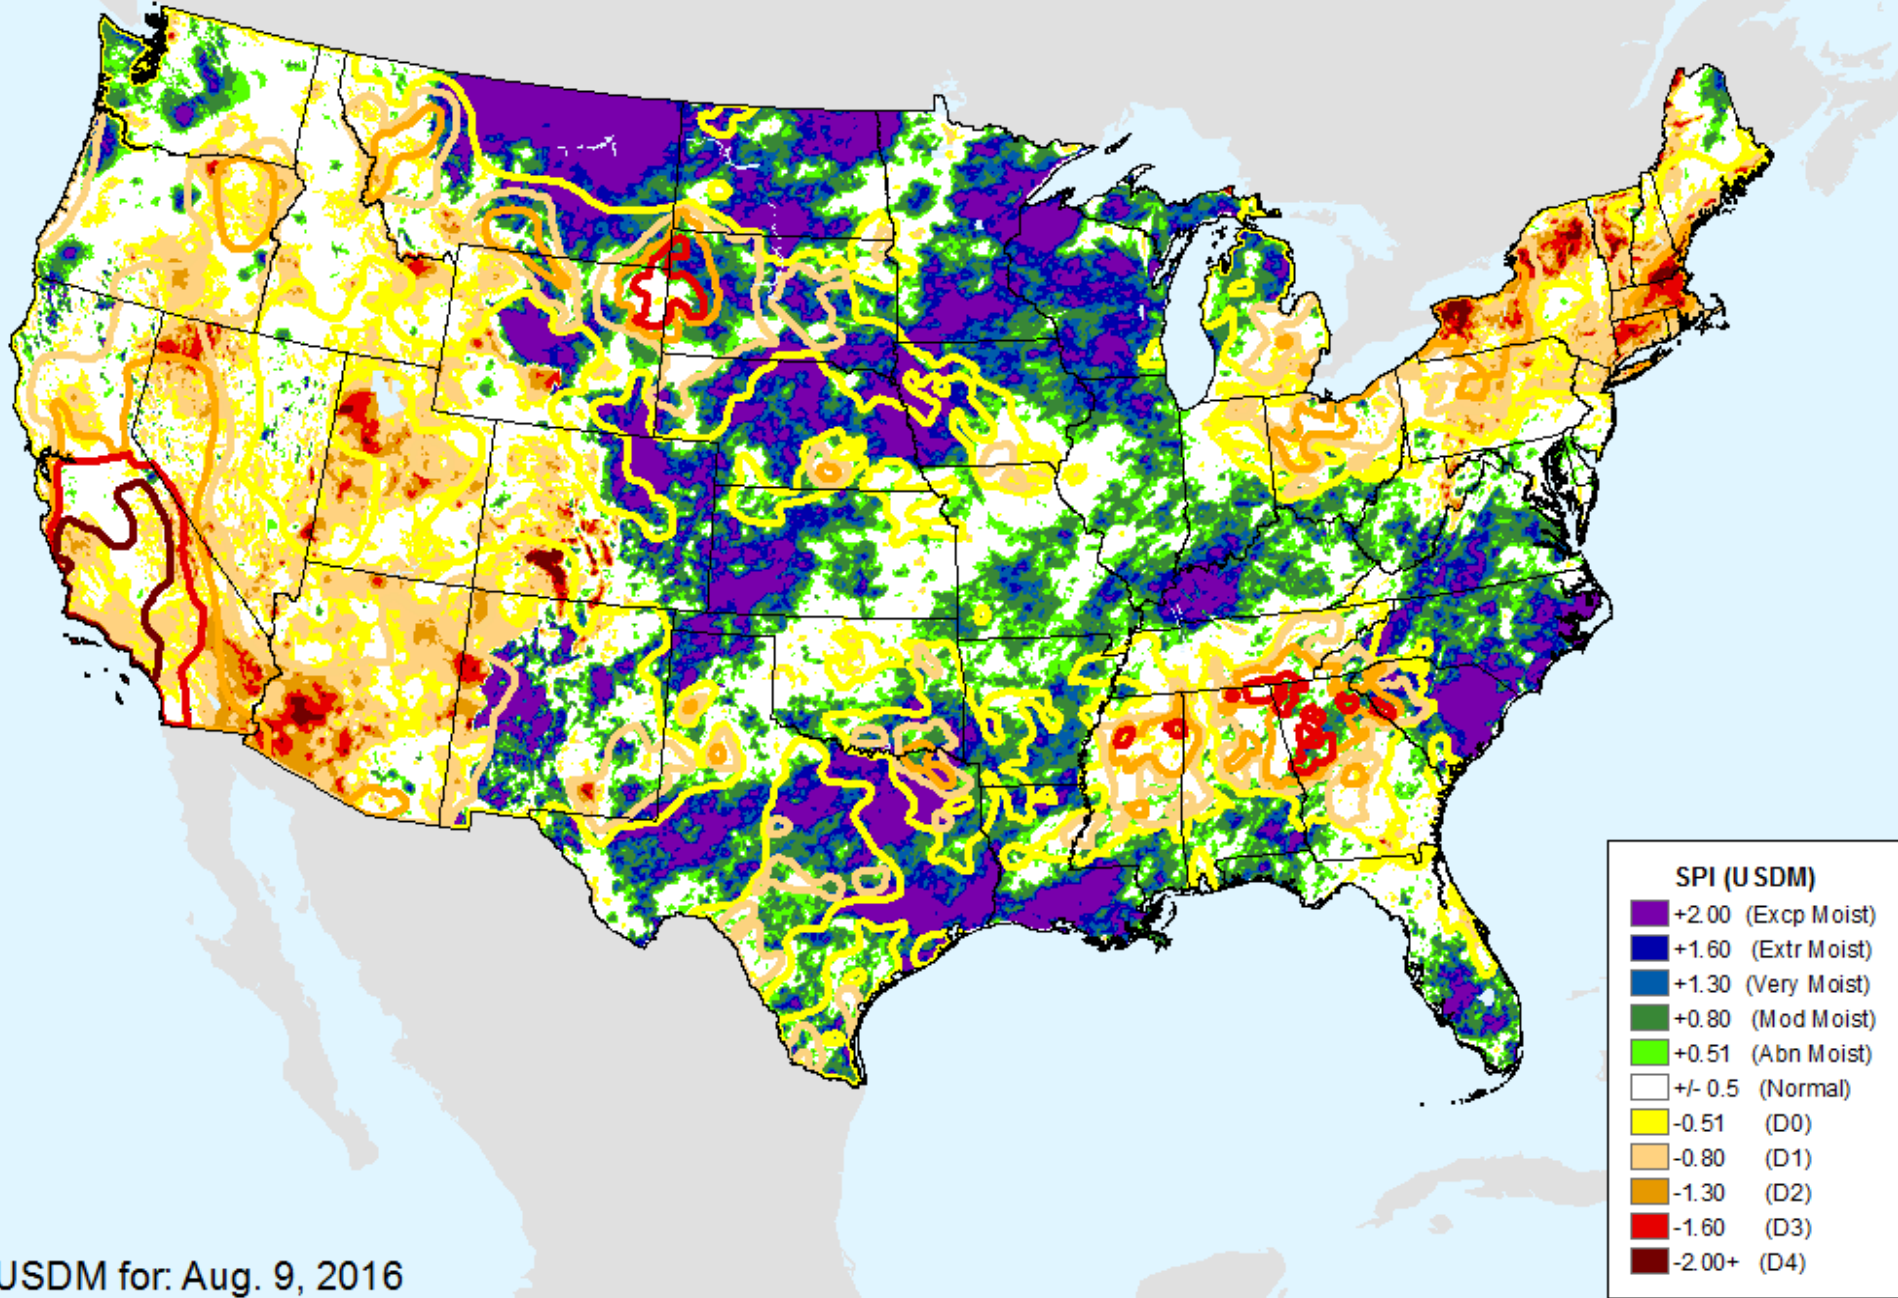 SPI (USDM)
+2.00 (Excp Moist)
+1.60 (Extr Moist)
+1.30 (Very Moist)
+0.80 (Mod Moist)
+0.51 (Abn Moist)
+/- 0.5 (Normal)
-0.51 (D0)
-0.80 (D1)
-1.30 (D2)
-1.60 (D3)
-2.00+ (D4)
USDM for: Aug. 9, 2016